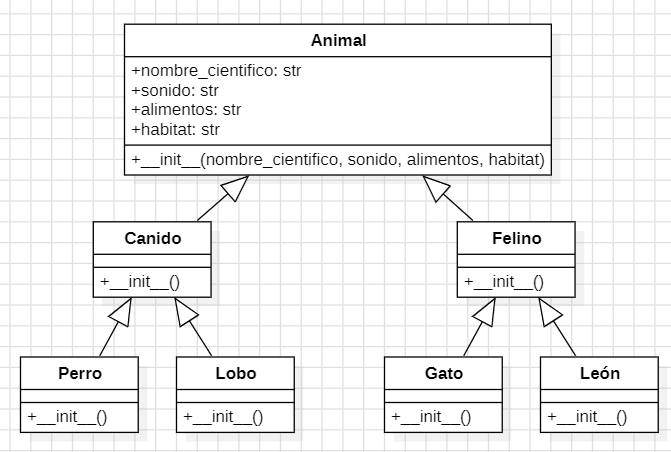 Animal
+nombre_cientifico: str
+sonido: str
+alimentos: str
+habitat: str
+__init__(nombre_cientifico, sonido, alimentos, habitat)
Canido
+__init__()
Felino
+__init__()
Perro
+__init__()
Lobo
+__init__()
Gato
+__init__()
León
+__init__()